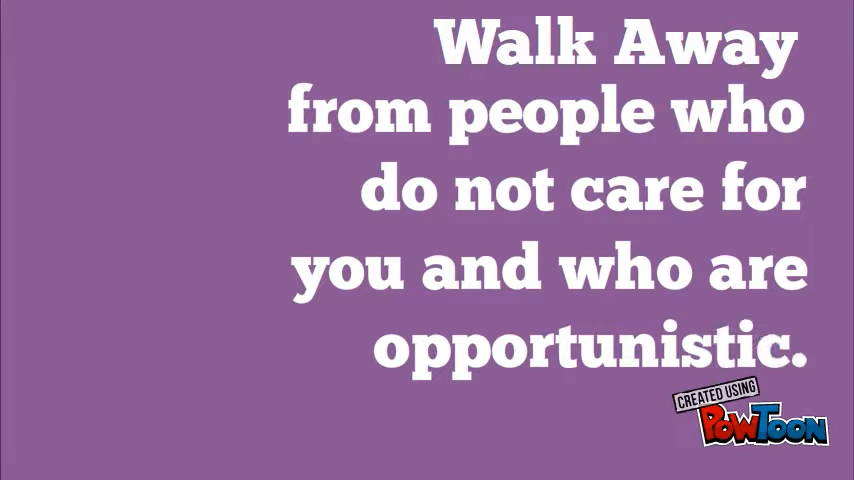 Walk Away
from people who
do not care for
you and who are
opportunistic.
CREATED USING
POWTOON